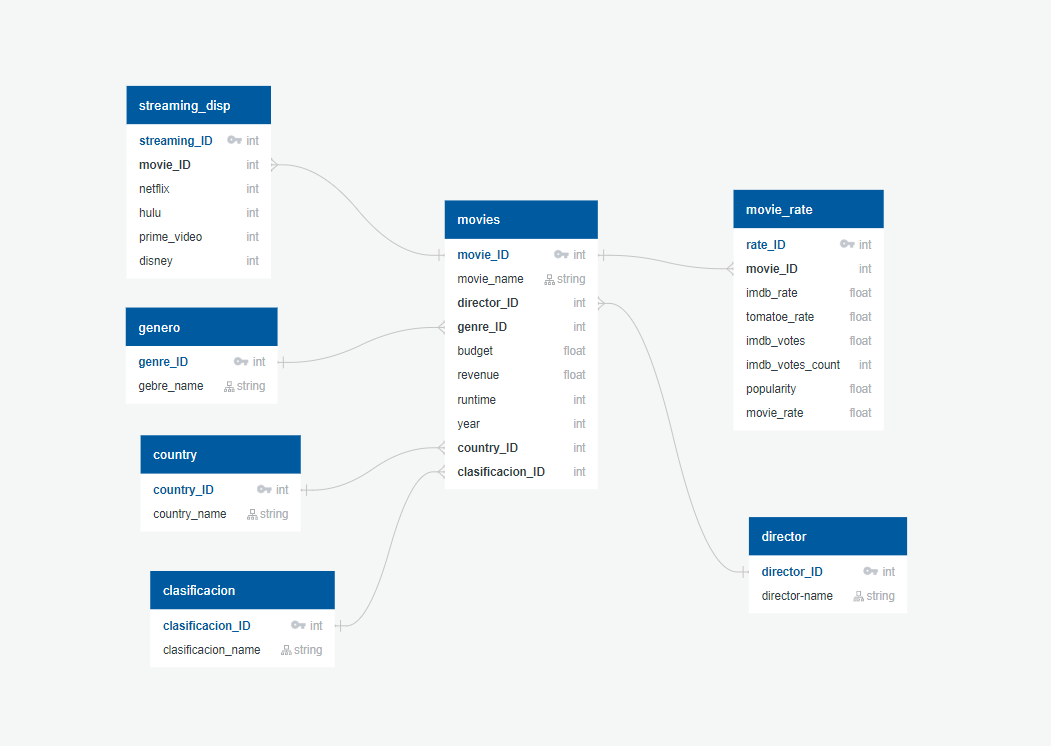 streaming_disp
streaming_ID int
movie_ID int
netflix int
hulu int
prime_video int
disney int
genero
genre_ID int
gebre_name string
country
country_ID int
country_name string
clasificacion
clasificacion_ID int
clasificacion_name string
movies
movie_ID int
movie_name string
director_ID int
genre_ID int
budget float
revenue float
runtime int
year int
country_ID int
clasificacion_ID int
movie_rate
rate_ID int
movie_ID int
imdb_rate float
tomatoe_rate float
imdb_votes float
imdb_votes_count int
popularity float
movie_rate float
director
director_ID int
director-name string